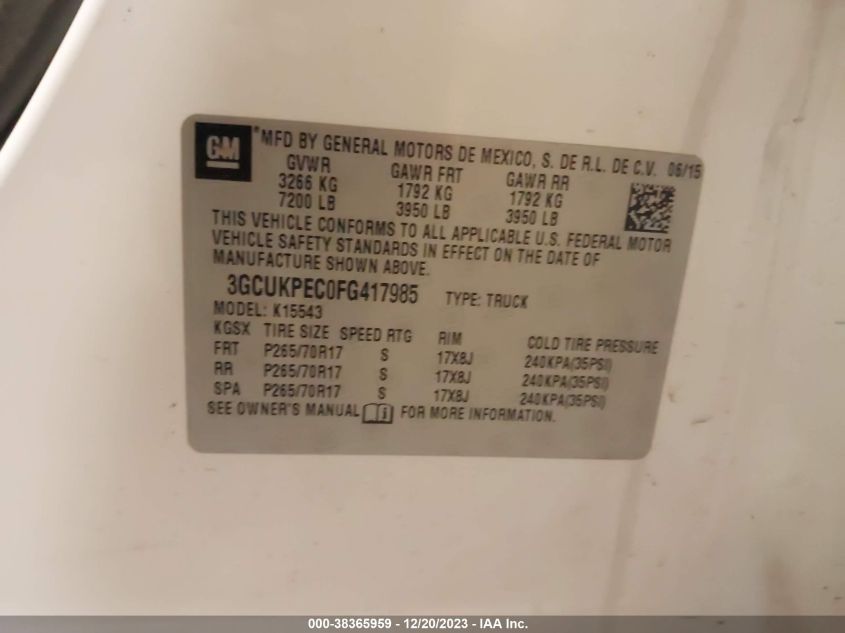 GM *MFD BY GENERAL MOTORS DE MEXICO, S. DE R.L. DE C.V. 06/15
GVWR GAWR FRT GAWR RR
3266 KG 1792 KG 1792 KG
7200 LB 3950 LB 3950 LB
THIS VEHICLE CONFORMS TO ALL APPLICABLE U.S. FEDERAL MOTOR
VEHICLE SAFETY STANDARDS IN EFFECT ON THE DATE OF
MANUFACTURE SHOWN ABOVE.
3GCUKPEC0FG417985 TYPE: TRUCK
MODEL: K15543
KGSX TIRE SIZE SPEED RTG RIM COLD TIRE PRESSURE
FRT P265/70R17 S 17X8J 240KPA(35PSI)
RR P265/70R17 S 17X8J 240KPA(35PSI)
SPA P265/70R17 S 17X8J 240KPA(35PSI)
SEE OWNER'S MANUAL i FOR MORE INFORMATION.
000-38365959 - 12/20/2023 - IAA Inc.